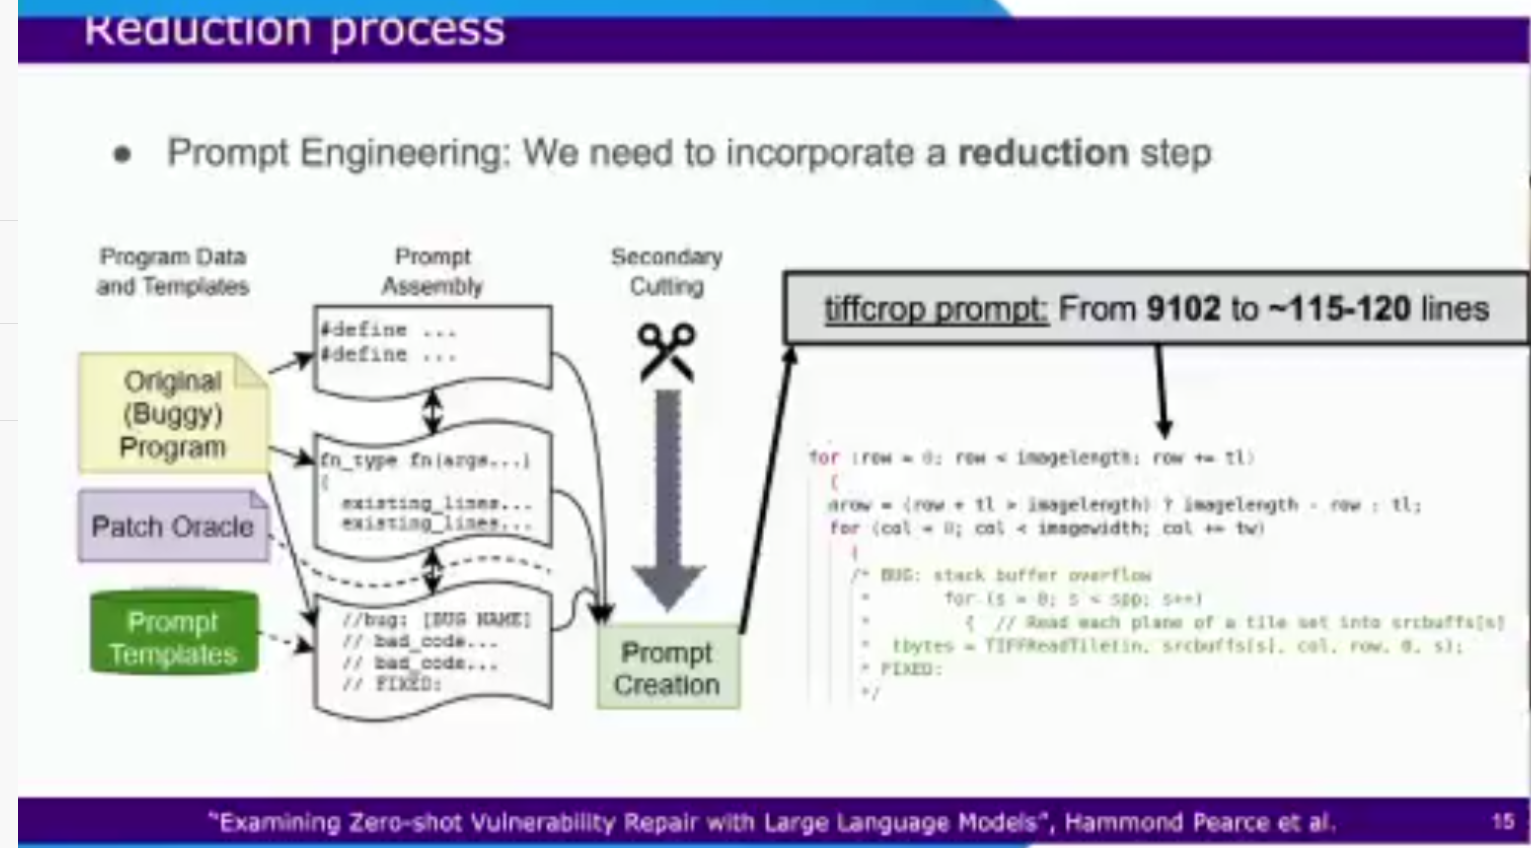 Reduction process
● Prompt Engineering: We need to incorporate a reduction step
Program Data
and Templates
Prompt
Assembly
Secondary
Cutting
Original
(Buggy)
Program
Patch Oracle
Prompt
Templates
#define ...
#define ...
fn_type fn(args...)
{
existing_lines...
existing_lines...
//bug: [BUG NAME]
// bad_code...
// bad_code...
// FIXED:
Prompt
Creation
tiffcrop prompt: From 9102 to ~115-120 lines
for (row = 0; row < imagelength; row += tl)
{
nrow = (row + tl > imagelength) ? imagelength - row : tl;
for (col = 0; col < imagewidth; col += tw)
{
/* BUG: stack buffer overflow
* for (s = 0; s < spp; s++)
* { // Read each plane of a tile set into srcbuffs[s]
* tbytes = TIFFReadTile(in, srcbuffs[s], col, row, 0, s);
* FIXED:
*/
"Examining Zero-shot Vulnerability Repair with Large Language Models", Hammond Pearce et al.
15